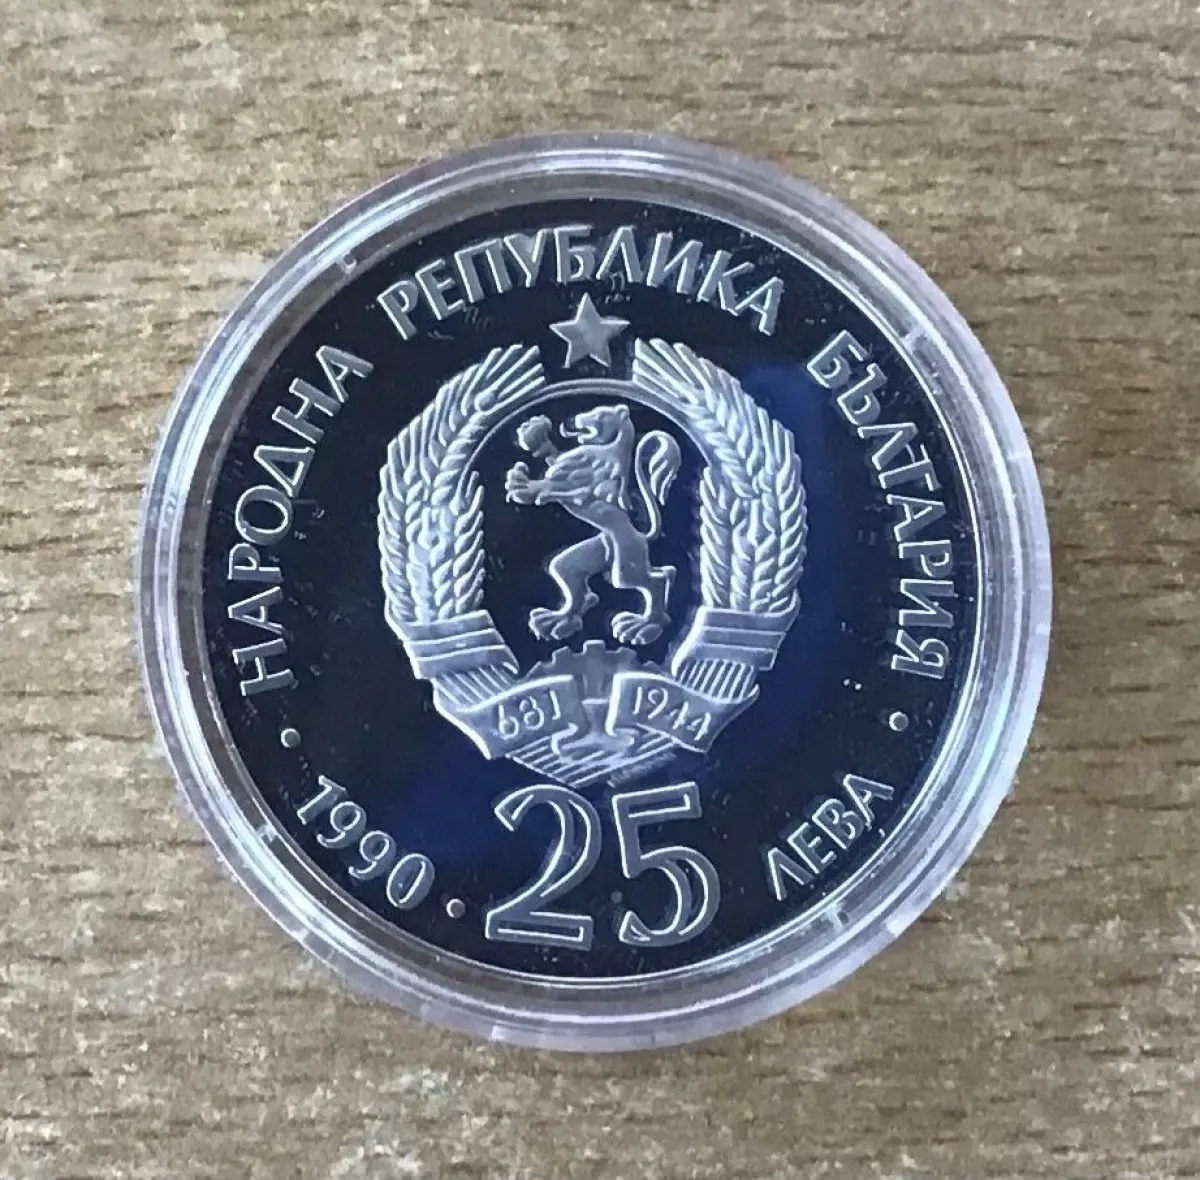 НАРОДНА РЕПУБЛИКА БЪЛГАРИЯ
681 1944
· 1990 · 25 ЛЕВА ·